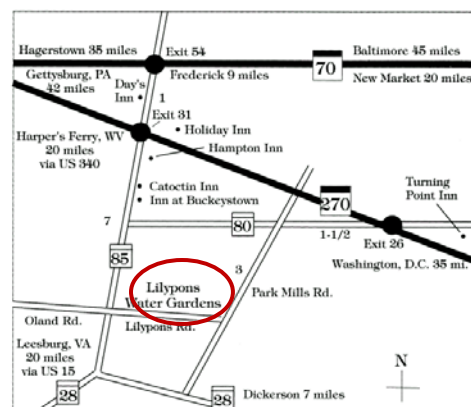 Hagerstown 35 miles
Exit 54
Baltimore 45 miles
70
Gettysburg, PA
42 miles
Day's
Inn
1
Frederick 9 miles
New Market 20 miles
Exit 31
Harper's Ferry, WV
20 miles
via US 340
Holiday Inn
Hampton Inn
Catoctin Inn
Inn at Buckeystown
Turning
Point Inn
270
7
80
1-1/2
Exit 26
85
3
Washington, D.C. 35 mi.
Lilypons
Water Gardens
Park Mills Rd.
Oland Rd.
Lilypons Rd.
Leesburg, VA
20 miles
via US 15
N
28
28
Dickerson 7 miles